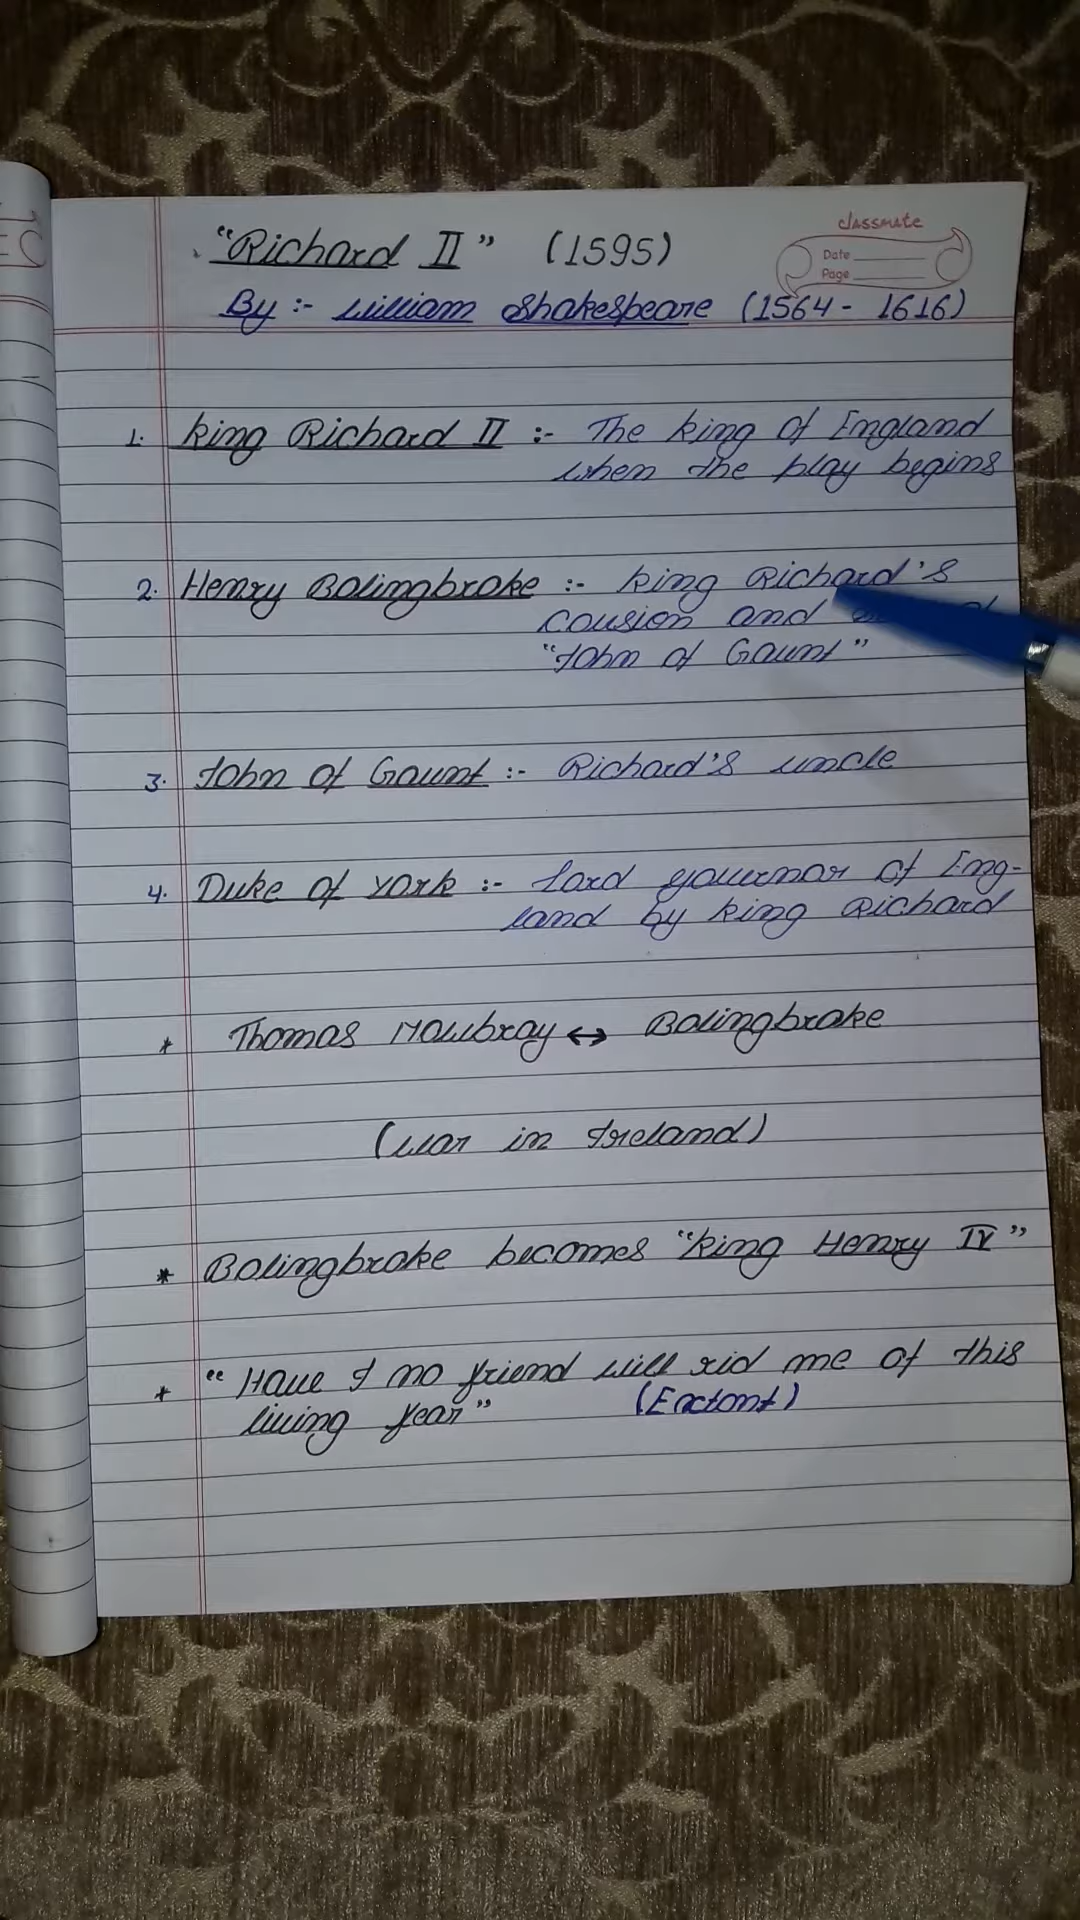 "Richard II" (1595)
classmate
Date
Page
By :- William Shakespeare (1564 - 1616)
1. King Richard II :- The king of England
when the play begins
2. Henry Bolingbroke :- King Richard's
cousion and
"John of Gaunt"
3. John of Gaunt :- Richard's uncle
4. Duke of York :- Lord governor of Eng-
land by king Richard
* Thomas Mowbray ↔ Bolingbroke
(war in Ireland)
* Bolingbroke becomes "King Henry IV"
* "Have I no friend will rid me of this
living fear" (Exton)